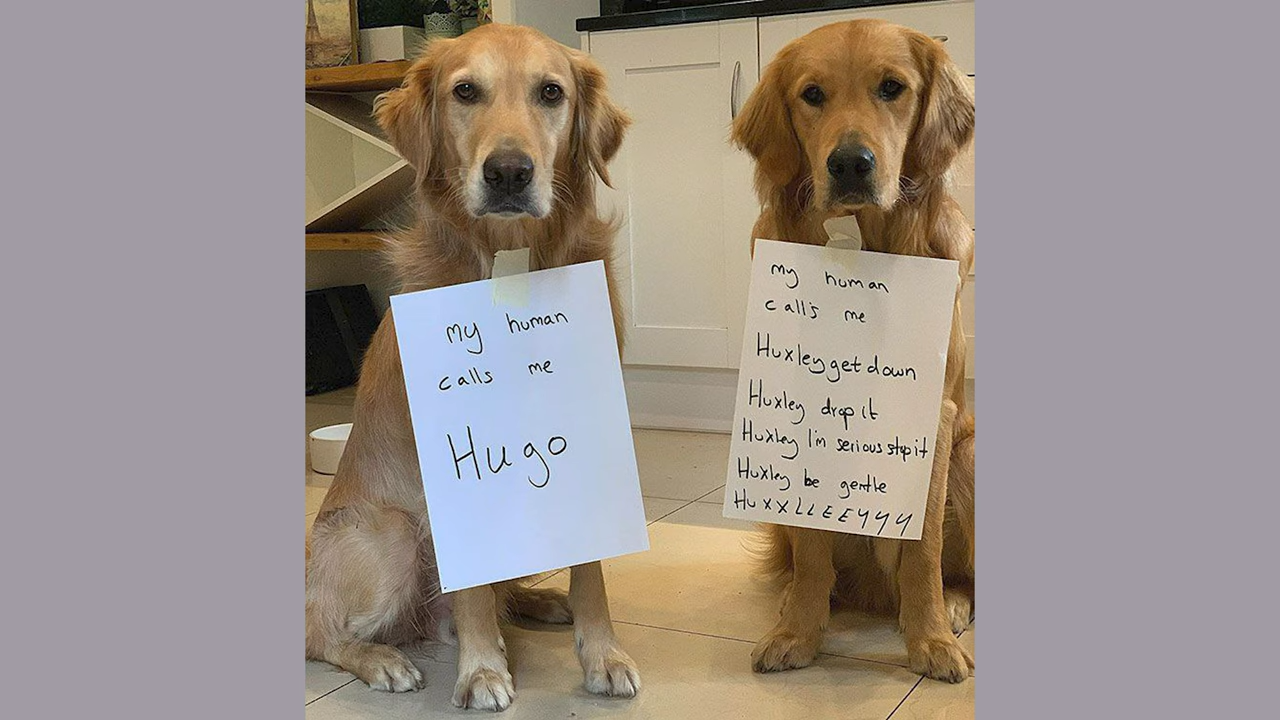 my human
calls me
Hugo
my human
calls me
Huxley get down
Huxley drop it
Huxley I'm serious stop it
Huxley be gentle
HuxxLLEEyyy